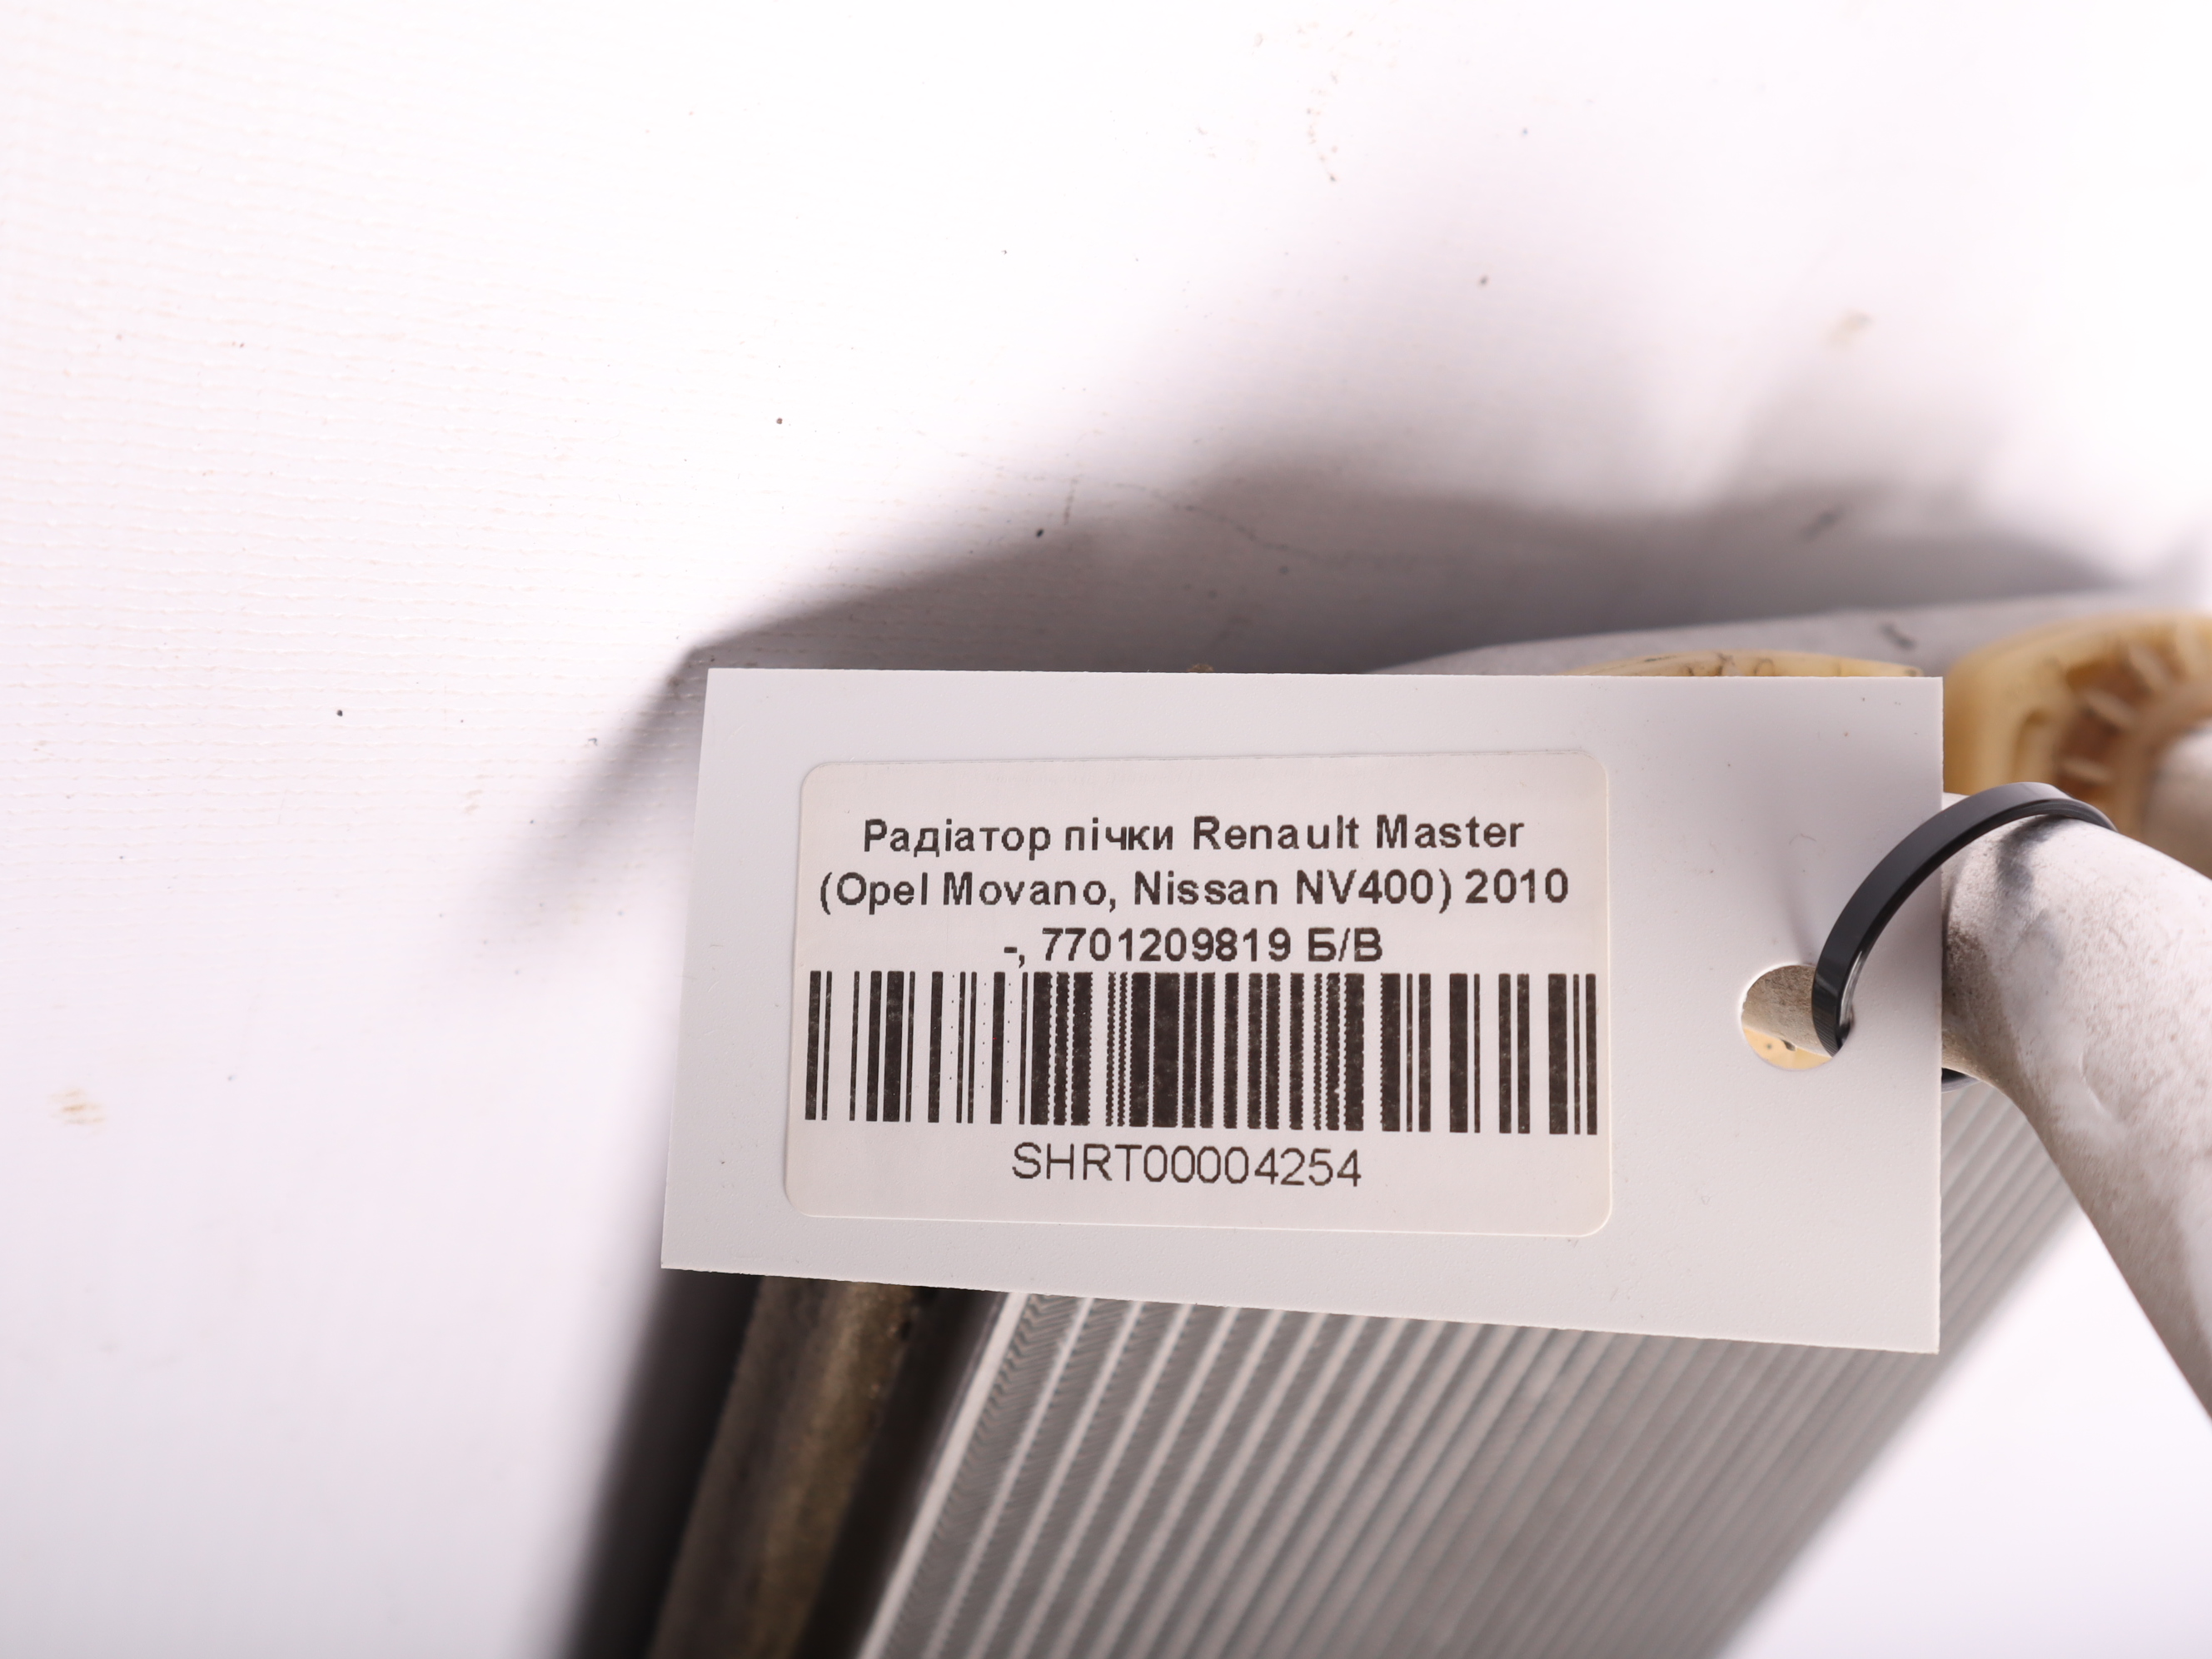 Радіатор пічки Renault Master
(Opel Movano, Nissan NV400) 2010
-, 7701209819 Б/В
SHRT00004254